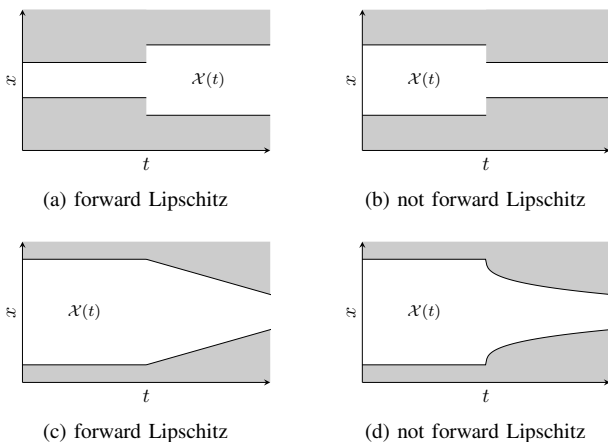 x
𝒳(t)
t
(a) forward Lipschitz
x
𝒳(t)
t
(b) not forward Lipschitz
x
𝒳(t)
t
(c) forward Lipschitz
x
𝒳(t)
t
(d) not forward Lipschitz